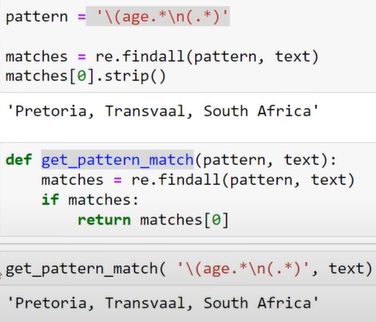 pattern = '\(age.*\n(.*)'
matches = re.findall(pattern, text)
matches[0].strip()
'Pretoria, Transvaal, South Africa'
def get_pattern_match(pattern, text):
    matches = re.findall(pattern, text)
    if matches:
        return matches[0]
get_pattern_match( '\(age.*\n(.*)', text)
'Pretoria, Transvaal, South Africa'